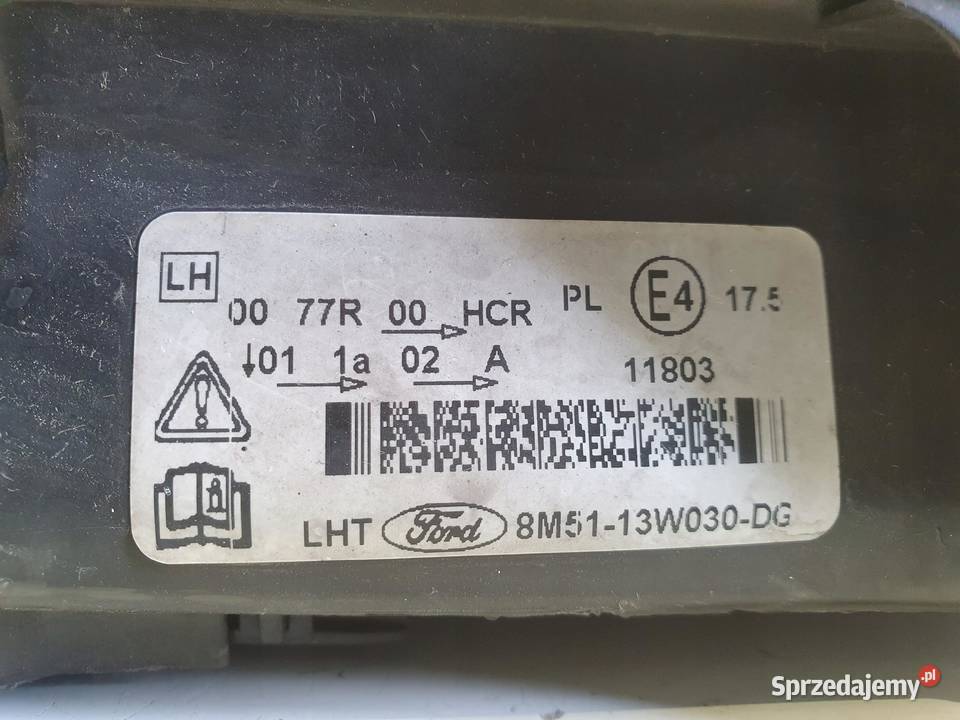 LH
00 77R 00 HCR PL E4 17.5
01 1a 02 A 11803
LHT Ford 8M51-13W030-DG
Sprzedajemy.pl